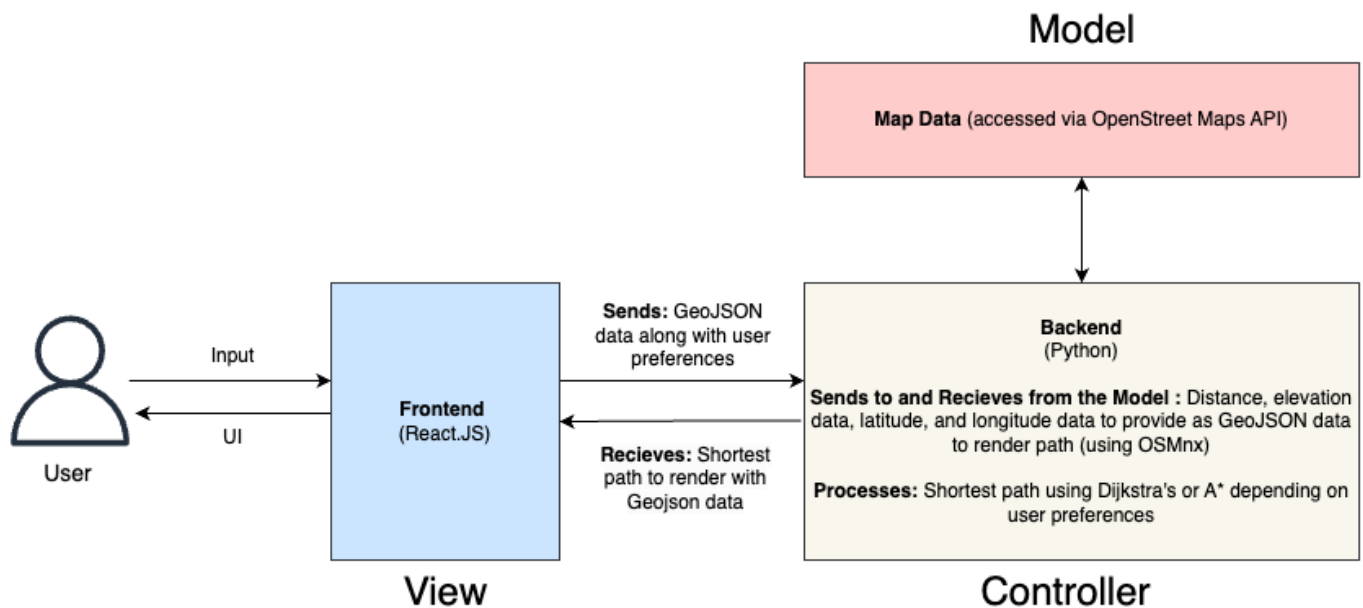 Model
Map Data (accessed via OpenStreet Maps API)
User
Input
UI
Frontend
(React.JS)
View
Sends: GeoJSON
data along with user
preferences
Recieves: Shortest
path to render with
Geojson data
Backend
(Python)
Sends to and Recieves from the Model : Distance, elevation
data, latitude, and longitude data to provide as GeoJSON data
to render path (using OSMnx)
Processes: Shortest path using Dijkstra's or A* depending on
user preferences
Controller